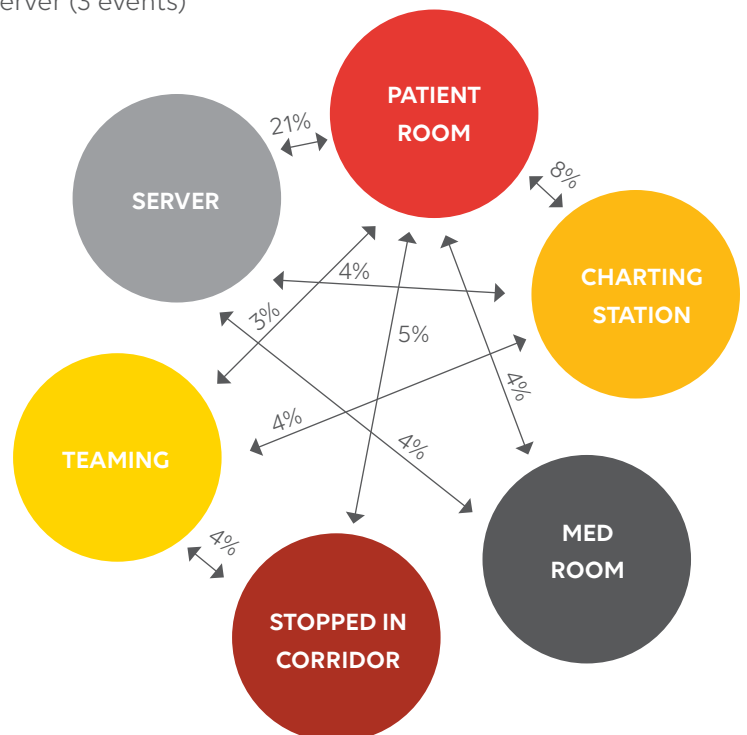 erver (3 events)
PATIENT
ROOM
21%
8%
SERVER
4%
CHARTING
STATION
3%
5%
4%
4%
4%
TEAMING
MED
ROOM
4%
STOPPED IN
CORRIDOR